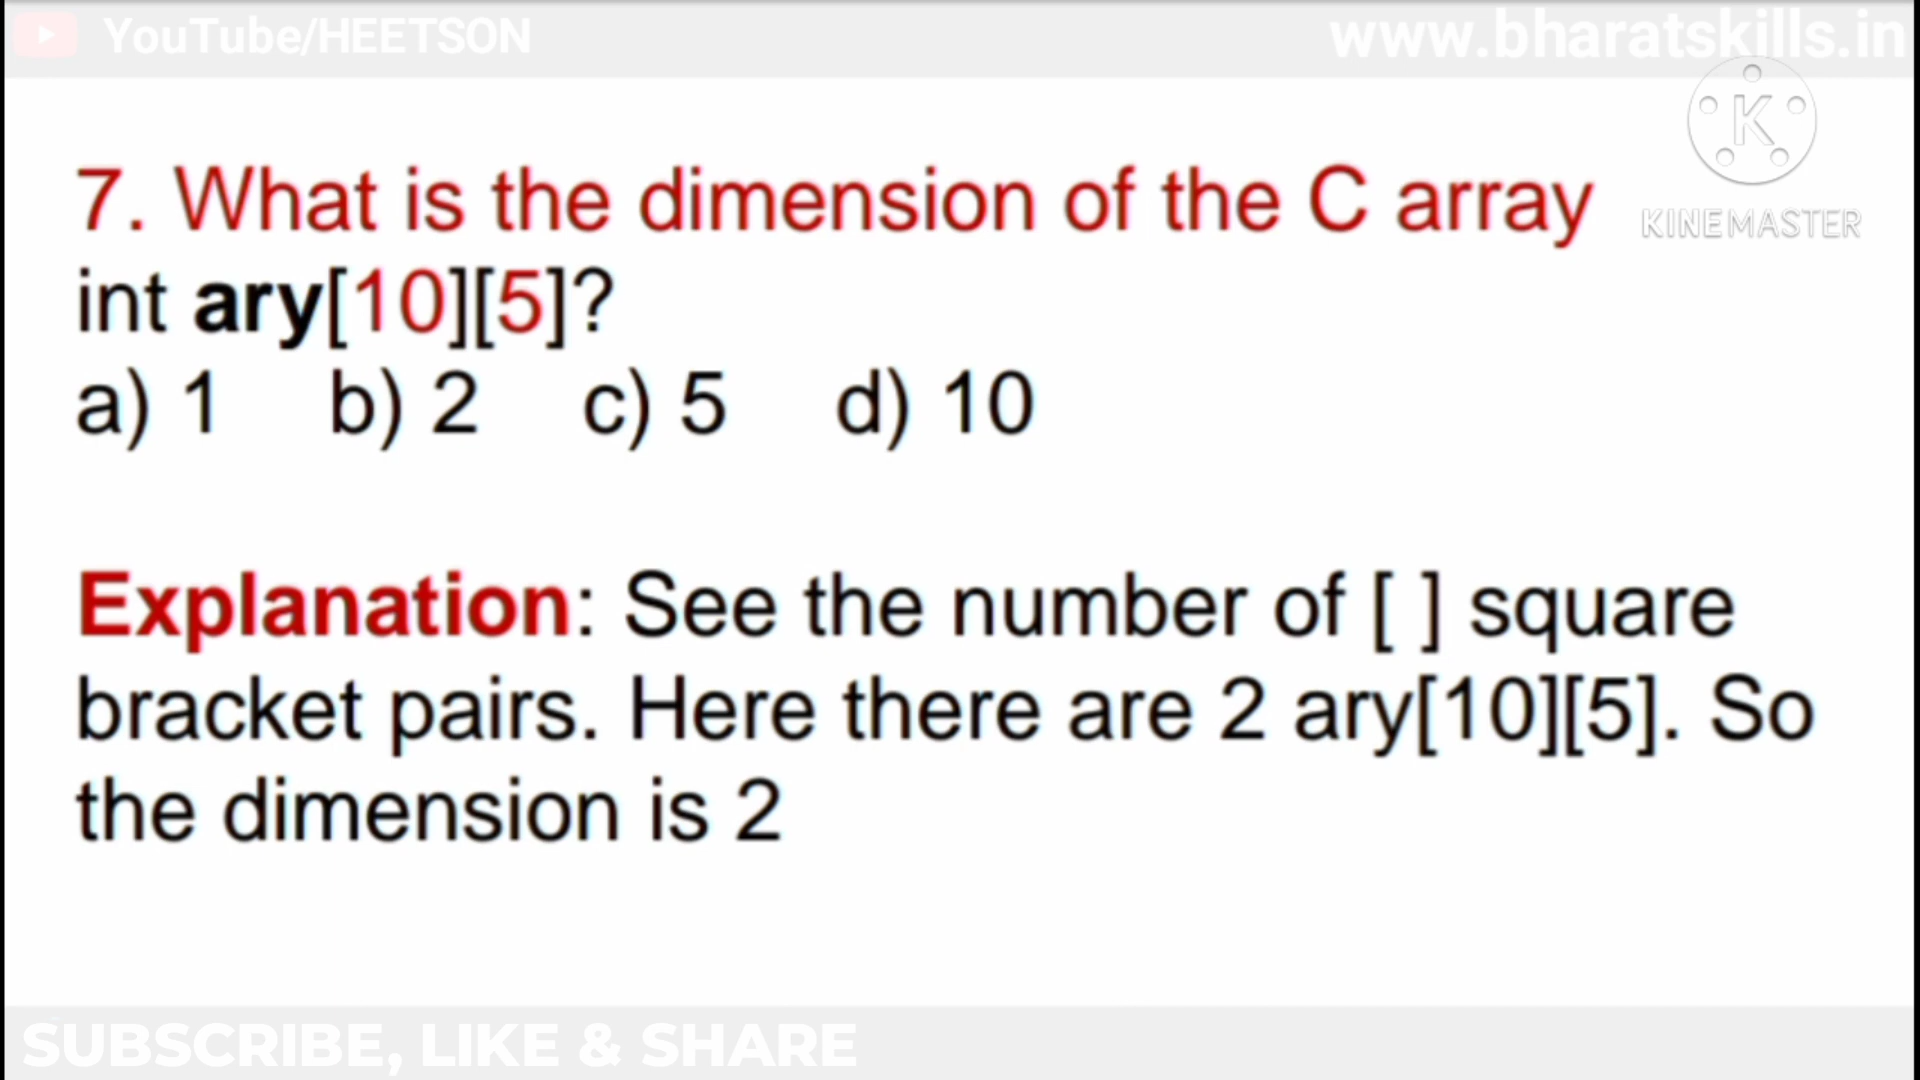 YouTube/HEETSON
www.bharatskills.in
K
KINEMASTER
7. What is the dimension of the C array
int ary[10][5]?
a) 1 b) 2 c) 5 d) 10
Explanation: See the number of [ ] square
bracket pairs. Here there are 2 ary[10][5]. So
the dimension is 2
SUBSCRIBE, LIKE & SHARE